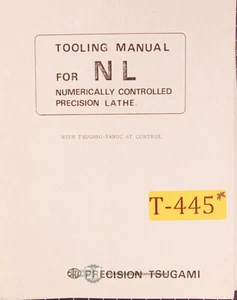 TOOLING MANUAL
FOR NL
NUMERICALLY CONTROLLED
PRECISION LATHE.
WITH TSUGAMI-FANUC 6T CONTROL
T-445*
PRECISION TSUGAMI